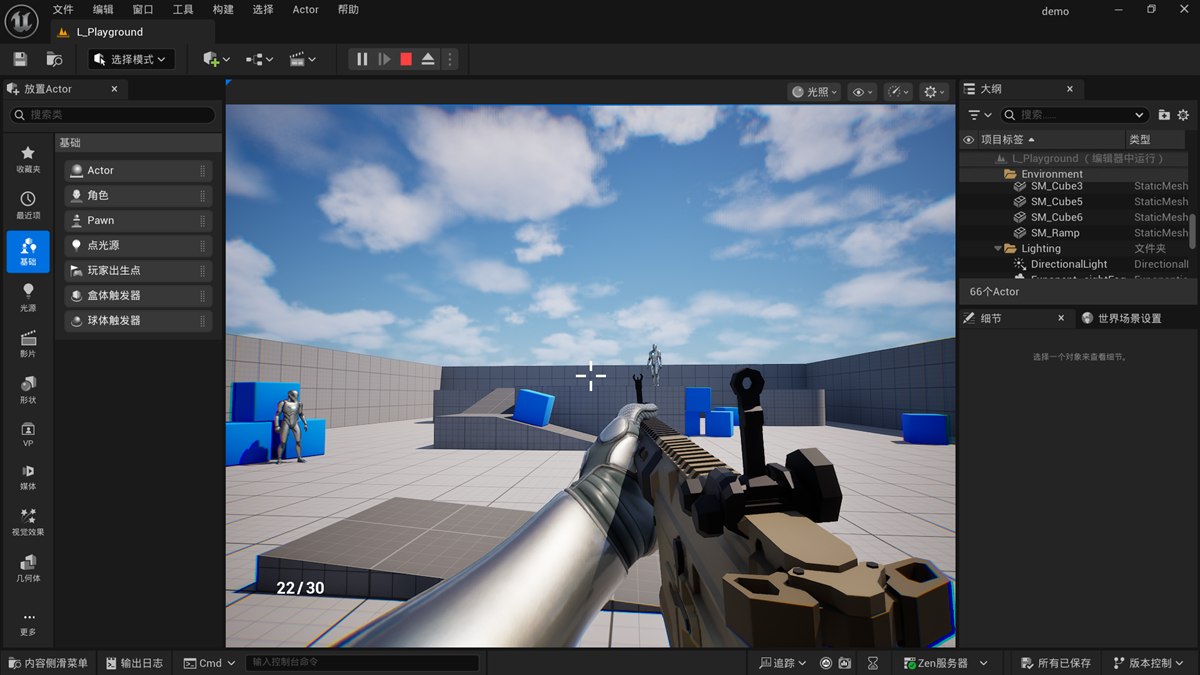 文件 编辑 窗口 工具 构建 选择 Actor 帮助
demo
L_Playground
选择模式
放置Actor
搜索类
收藏夹
最近项
基础
光源
影片
形状
VP
媒体
视觉效果
几何体
更多
基础
Actor
角色
Pawn
点光源
玩家出生点
盒体触发器
球体触发器
光照
22/30
大纲
搜索......
项目标签 类型
L_Playground（编辑器中运行）
Environment
SM_Cube3 StaticMesh
SM_Cube5 StaticMesh
SM_Cube6 StaticMesh
SM_Ramp StaticMesh
Lighting 文件夹
DirectionalLight Directionall
66个Actor
细节 世界场景设置
选择一个对象来查看细节。
内容侧滑菜单 输出日志 Cmd 输入控制台命令 追踪 Zen服务器 所有已保存 版本控制